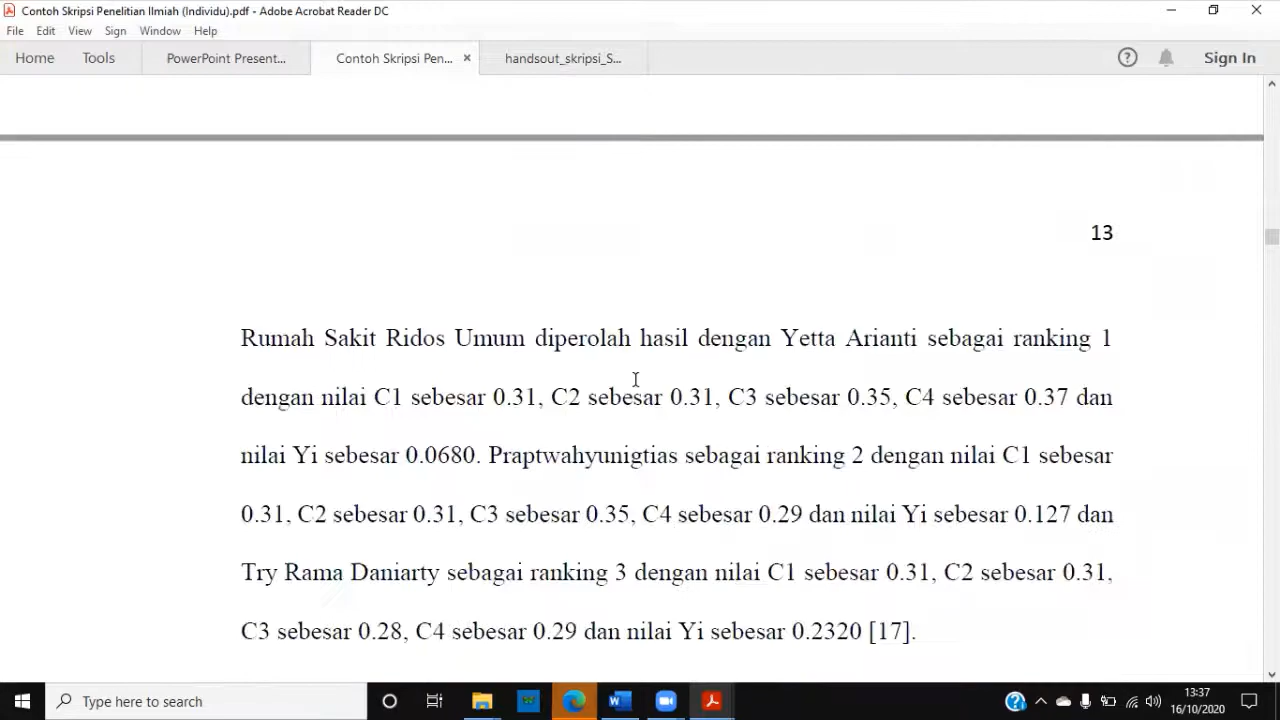 Contoh Skripsi Penelitian Ilmiah (Individu).pdf - Adobe Acrobat Reader DC
File Edit View Sign Window Help
Home Tools PowerPoint Present... Contoh Skripsi Pen... × handsout_skripsi_S... ? Sign In
13
Rumah Sakit Ridos Umum diperolah hasil dengan Yetta Arianti sebagai ranking 1
dengan nilai C1 sebesar 0.31, C2 sebesar 0.31, C3 sebesar 0.35, C4 sebesar 0.37 dan
nilai Yi sebesar 0.0680. Praptwahyunigtias sebagai ranking 2 dengan nilai C1 sebesar
0.31, C2 sebesar 0.31, C3 sebesar 0.35, C4 sebesar 0.29 dan nilai Yi sebesar 0.127 dan
Try Rama Daniarty sebagai ranking 3 dengan nilai C1 sebesar 0.31, C2 sebesar 0.31,
C3 sebesar 0.28, C4 sebesar 0.29 dan nilai Yi sebesar 0.2320 [17].
Type here to search
13:37
16/10/2020